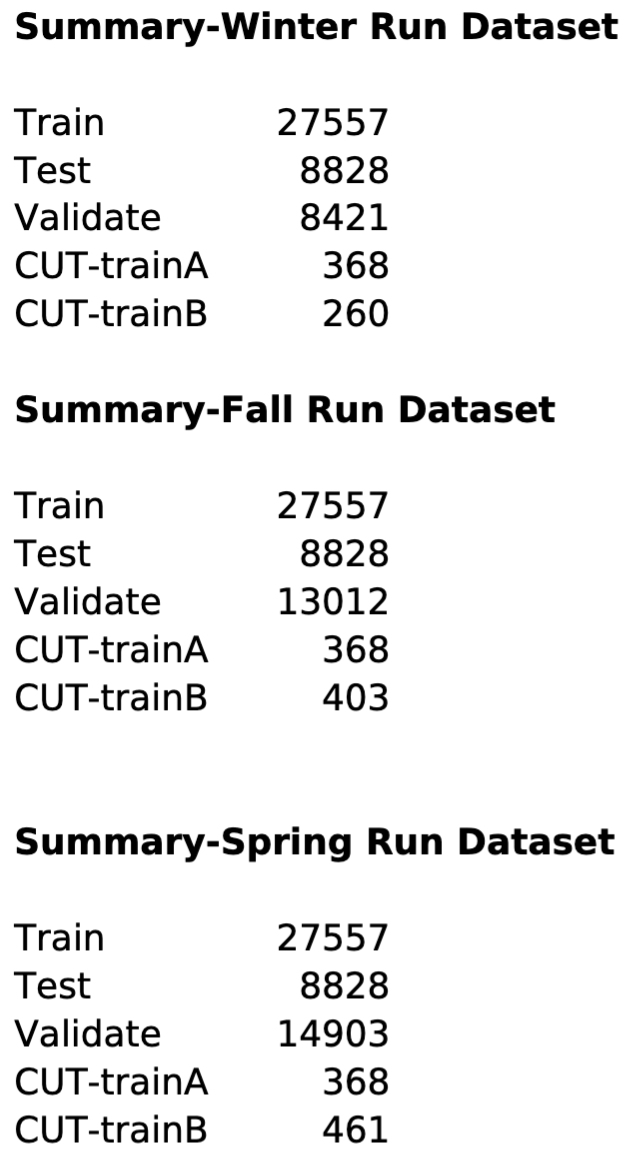 Summary-Winter Run Dataset
Train 27557
Test 8828
Validate 8421
CUT-trainA 368
CUT-trainB 260
Summary-Fall Run Dataset
Train 27557
Test 8828
Validate 13012
CUT-trainA 368
CUT-trainB 403
Summary-Spring Run Dataset
Train 27557
Test 8828
Validate 14903
CUT-trainA 368
CUT-trainB 461